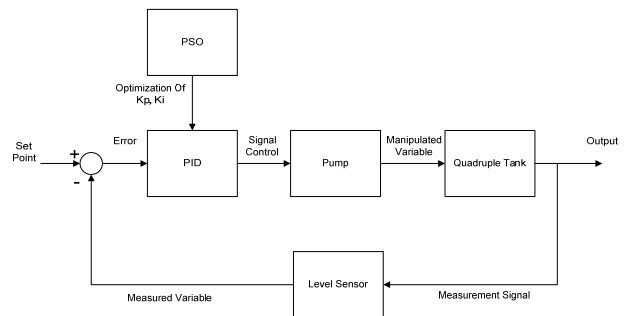 PSO
Optimization Of
Kp, Ki
Set
Point
+
-
Error
PID
Signal
Control
Pump
Manipulated
Variable
Quadruple Tank
Output
Level Sensor
Measured Variable
Measurement Signal